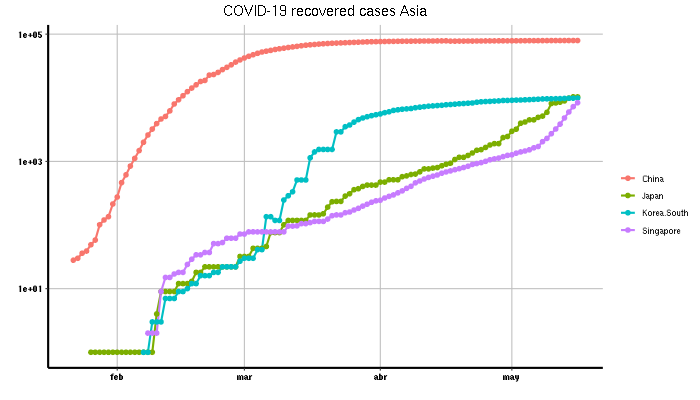 COVID-19 recovered cases Asia
1e+05
1e+03
1e+01
feb mar abr may
China
Japan
Korea.South
Singapore